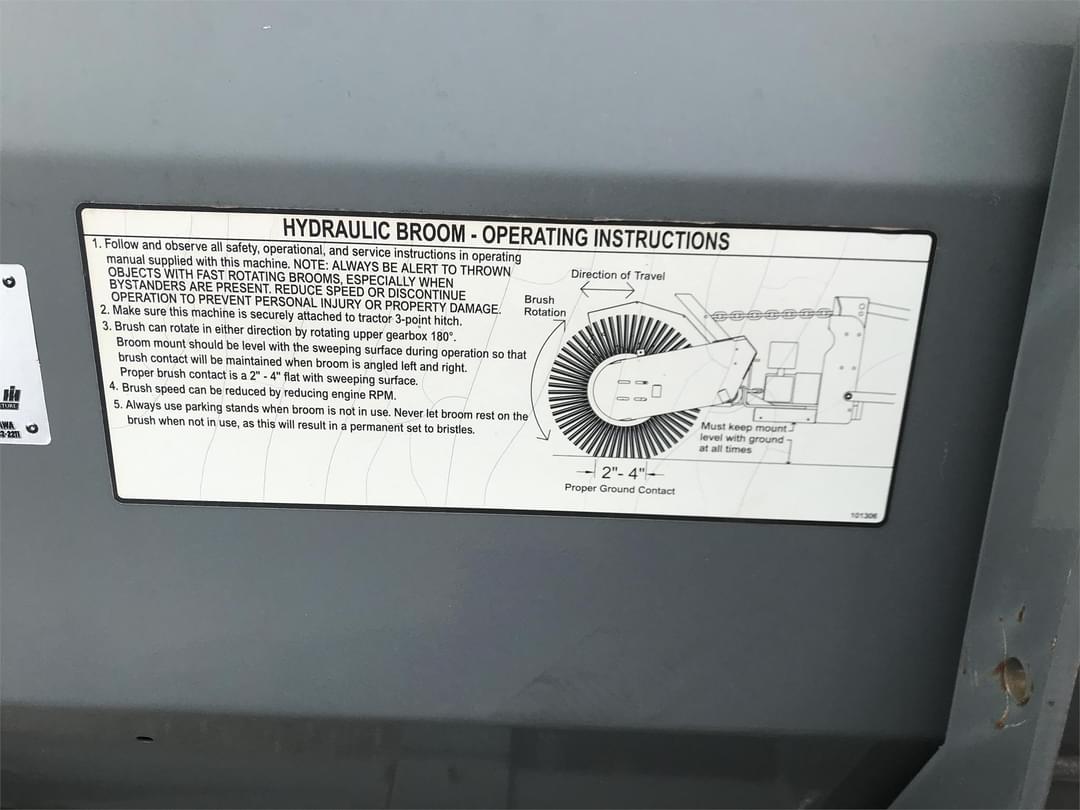 HYDRAULIC BROOM - OPERATING INSTRUCTIONS
1. Follow and observe all safety, operational, and service instructions in operating
manual supplied with this machine. NOTE: ALWAYS BE ALERT TO THROWN
OBJECTS WITH FAST ROTATING BROOMS, ESPECIALLY WHEN
BYSTANDERS ARE PRESENT. REDUCE SPEED OR DISCONTINUE
OPERATION TO PREVENT PERSONAL INJURY OR PROPERTY DAMAGE.
2. Make sure this machine is securely attached to tractor 3-point hitch.
3. Brush can rotate in either direction by rotating upper gearbox 180°.
Broom mount should be level with the sweeping surface during operation so that
brush contact will be maintained when broom is angled left and right.
Proper brush contact is a 2" - 4" flat with sweeping surface.
4. Brush speed can be reduced by reducing engine RPM.
5. Always use parking stands when broom is not in use. Never let broom rest on the
brush when not in use, as this will result in a permanent set to bristles.
Direction of Travel
Brush
Rotation
Must keep mount
level with ground
at all times
2"- 4"
Proper Ground Contact
101306